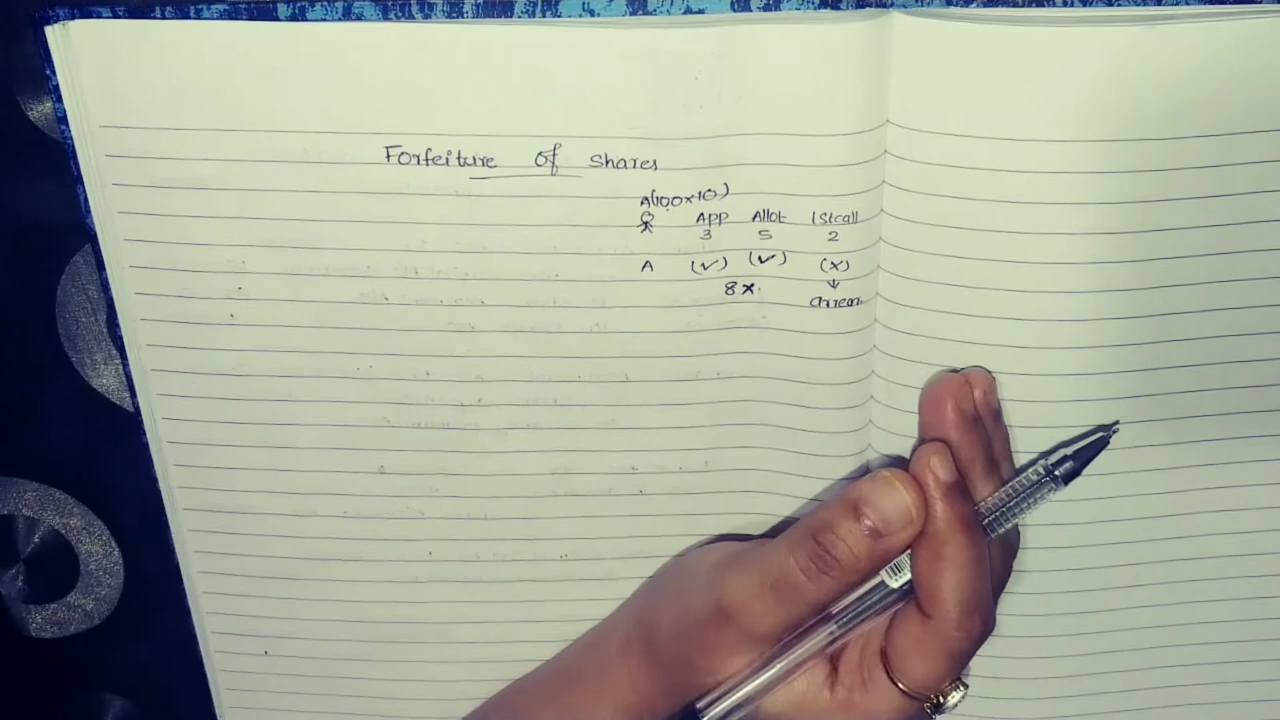 Forfeiture of shares
A(100×10)
App Allot 1st call
3 5 2
A (✓) (✓) (×)
8 ×.
↓
arrear.